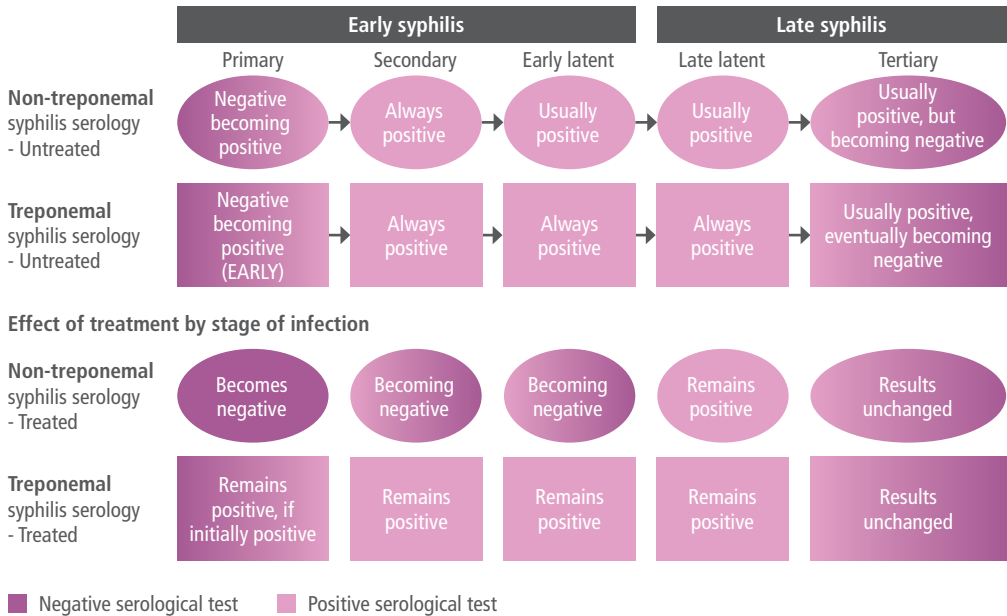 Early syphilis
Late syphilis
Primary
Secondary
Early latent
Late latent
Tertiary
Non-treponemal
syphilis serology
- Untreated
Negative
becoming
positive
Always
positive
Usually
positive
Usually
positive
Usually
positive, but
becoming negative
Treponemal
syphilis serology
- Untreated
Negative
becoming
positive
(EARLY)
Always
positive
Always
positive
Always
positive
Usually positive,
eventually becoming
negative
Effect of treatment by stage of infection
Non-treponemal
syphilis serology
- Treated
Becomes
negative
Becoming
negative
Becoming
negative
Remains
positive
Results
unchanged
Treponemal
syphilis serology
- Treated
Remains
positive, if
initially positive
Remains
positive
Remains
positive
Remains
positive
Results
unchanged
Negative serological test
Positive serological test